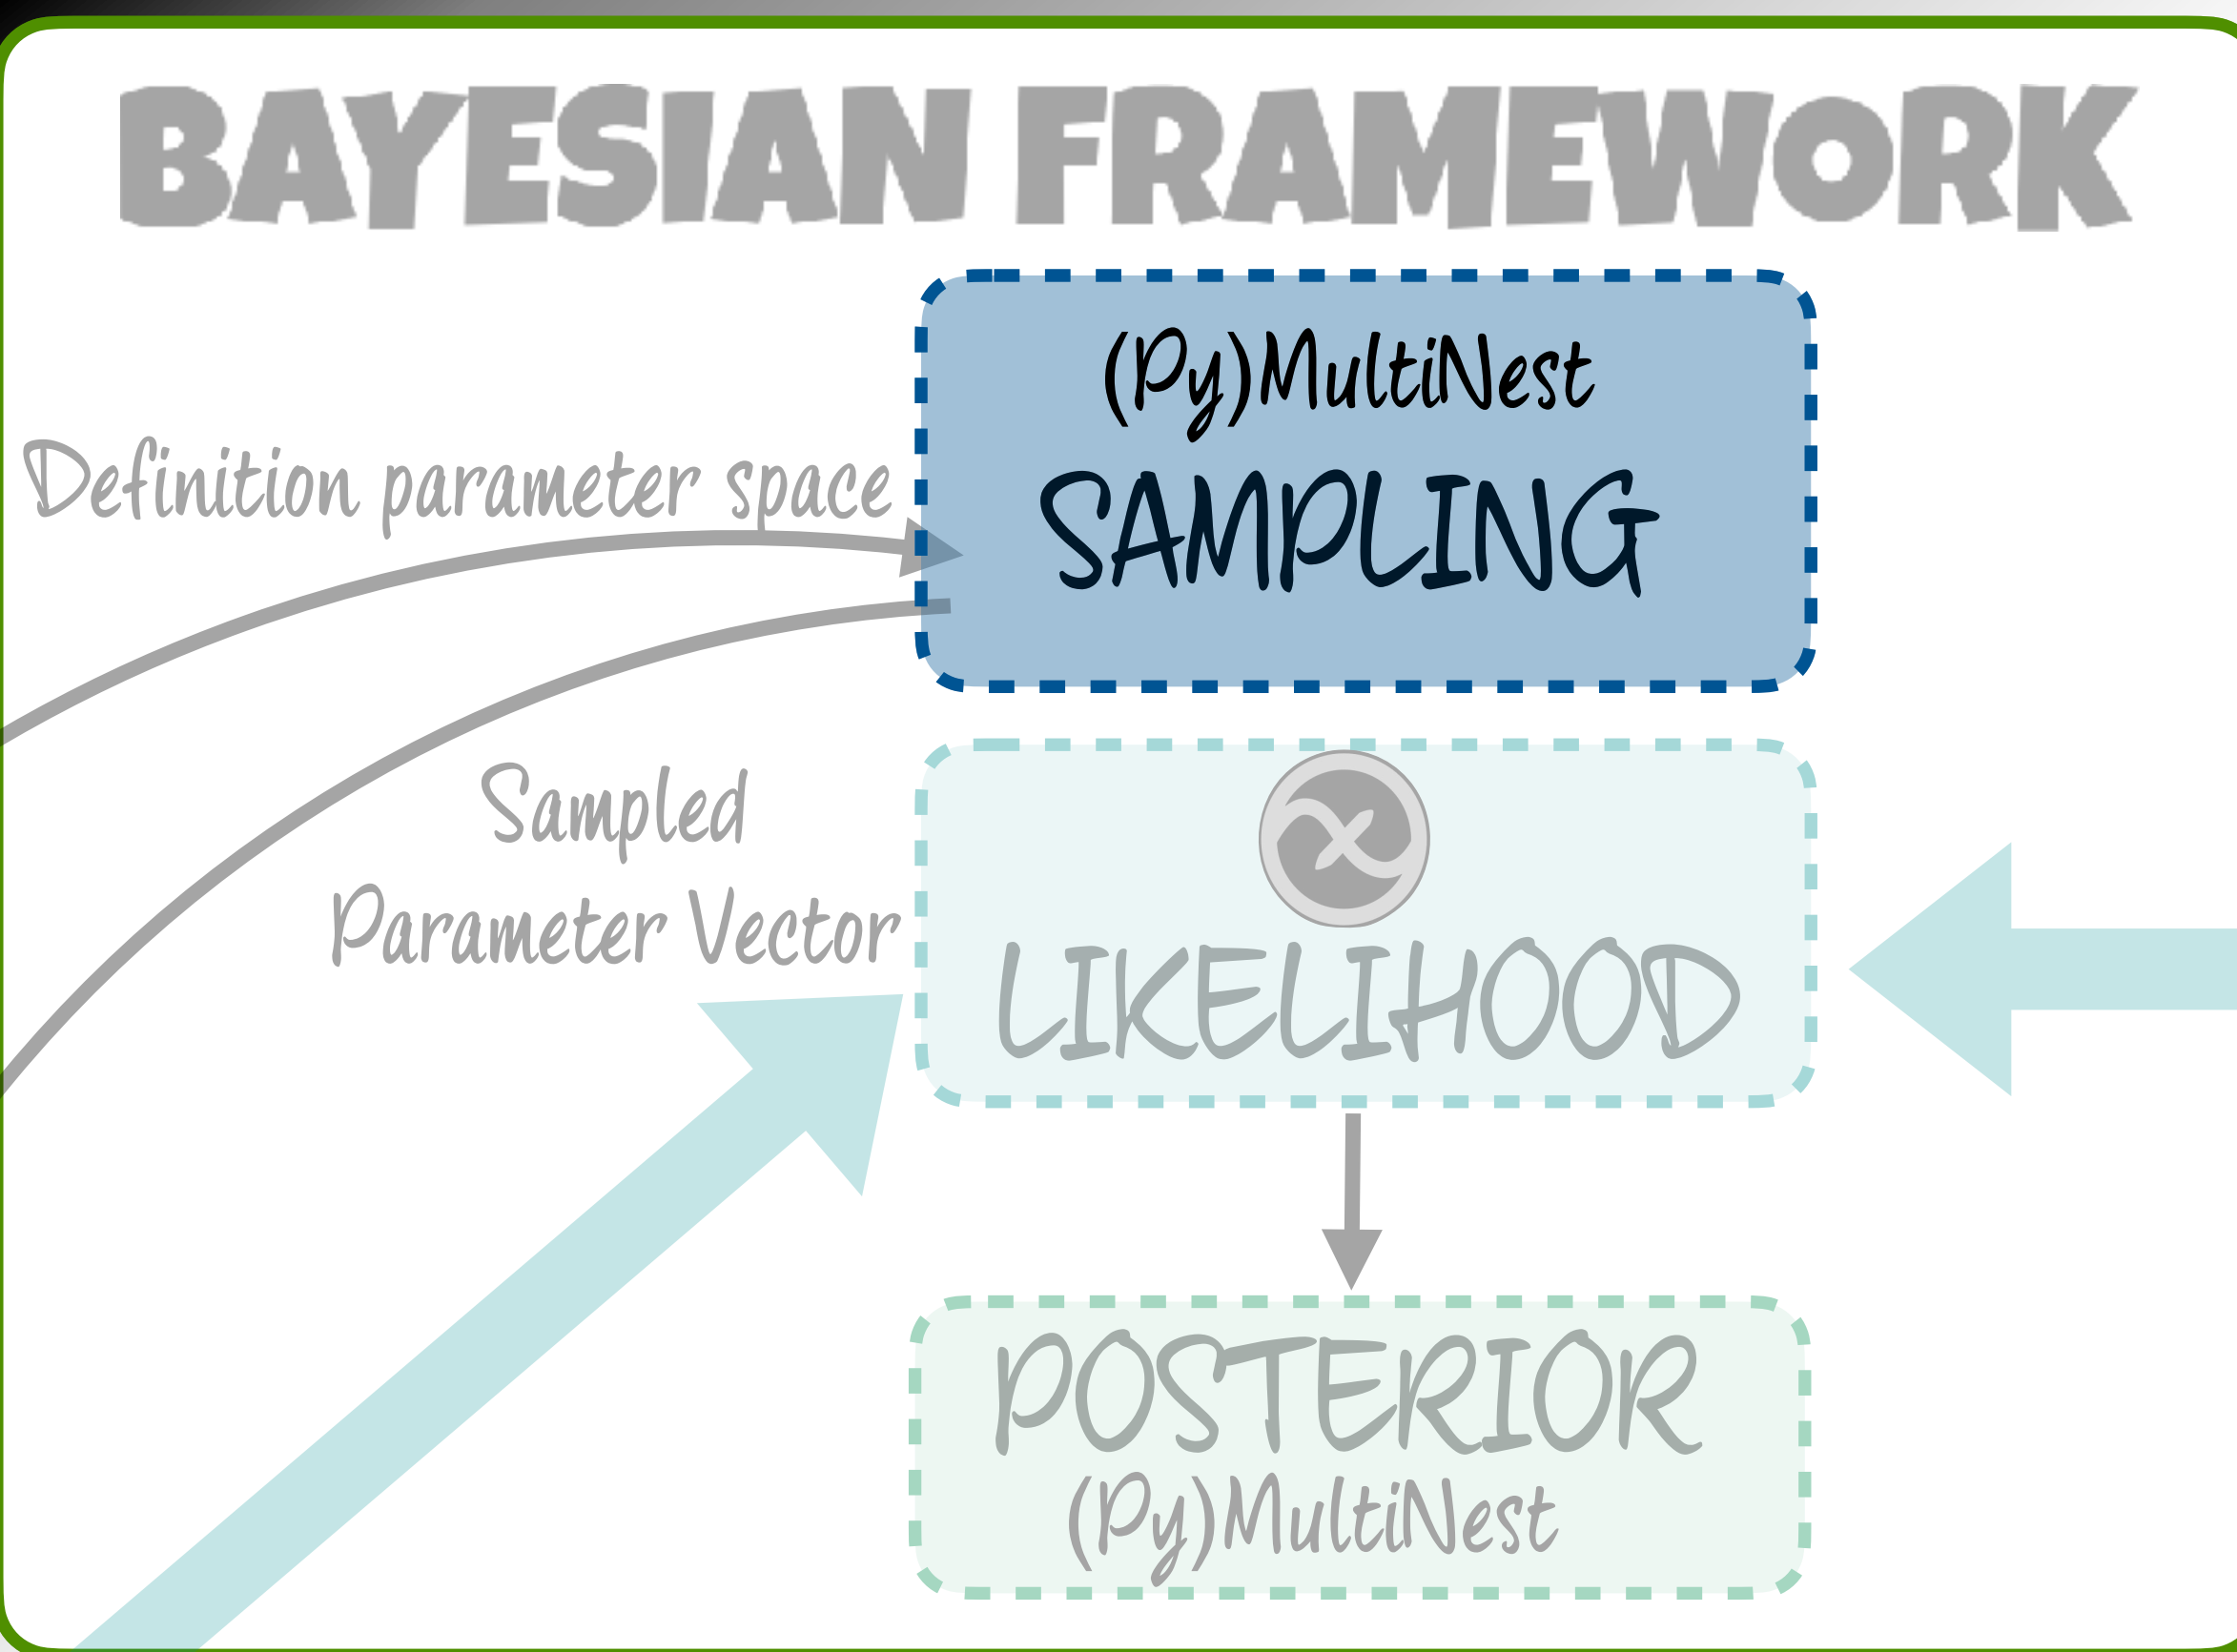 BAYESIAN FRAMEWORK
(Py)MultiNest
SAMPLING
Definition parameter space
Sampled
Parameter Vector
LIKELIHOOD
POSTERIOR
(Py)MultiNest